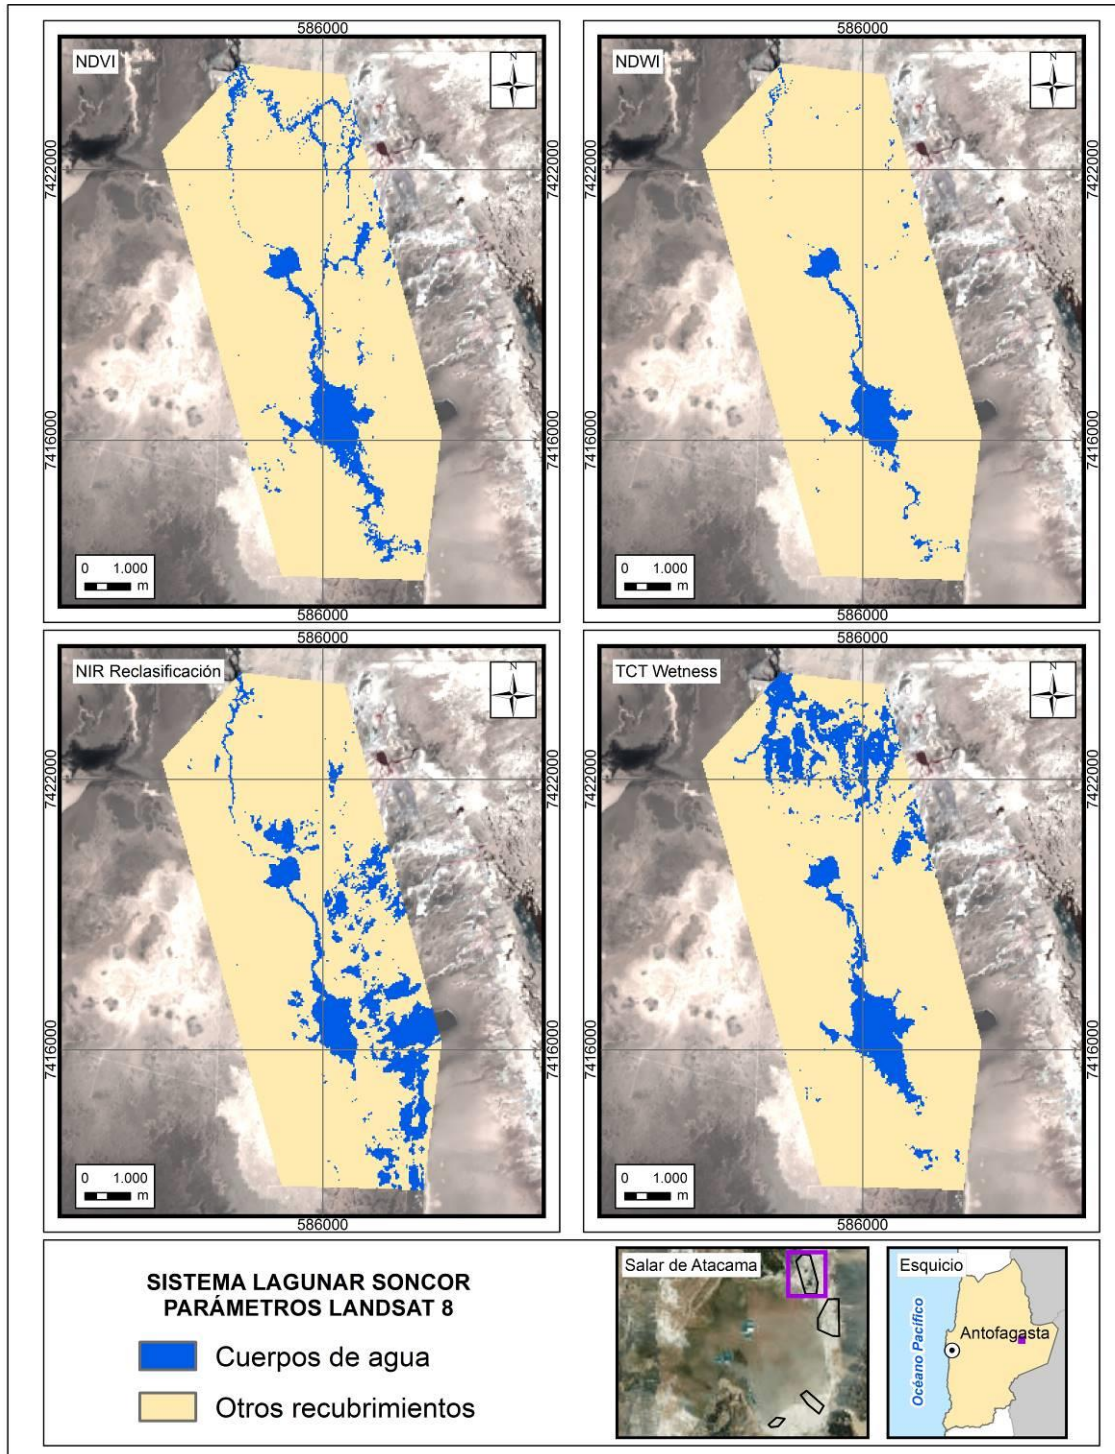 586000
586000
NDVI
N
NDWI
N
7422000
7422000
7422000
7422000
7416000
7416000
7416000
7416000
0 1.000
m
0 1.000
m
586000
586000
586000
586000
NIR Reclasificación
N
TCT Wetness
N
7422000
7422000
7422000
7422000
7416000
7416000
7416000
7416000
0 1.000
m
0 1.000
m
586000
586000
SISTEMA LAGUNAR SONCOR
PARÁMETROS LANDSAT 8
Cuerpos de agua
Otros recubrimientos
Salar de Atacama
Esquicio
Océano Pacífico
Antofagasta